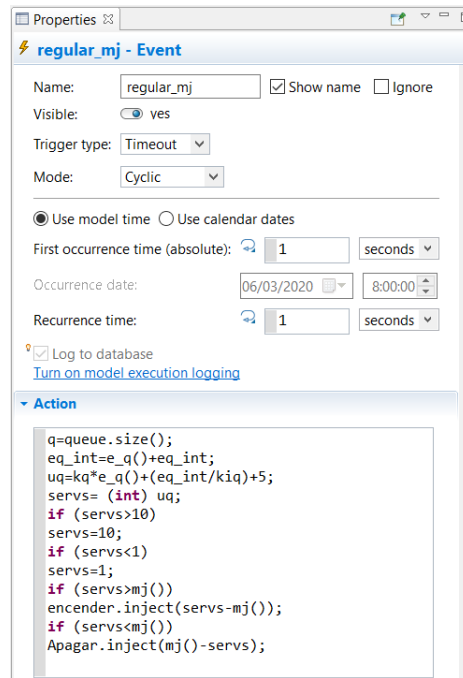 Properties
regular_mj - Event
Name: regular_mj Show name Ignore
Visible: yes
Trigger type: Timeout
Mode: Cyclic
Use model time Use calendar dates
First occurrence time (absolute): 1 seconds
Occurrence date: 06/03/2020 8:00:00
Recurrence time: 1 seconds
Log to database
Turn on model execution logging
Action
q=queue.size();
eq_int=e_q()+eq_int;
uq=kq*e_q()+(eq_int/kiq)+5;
servs= (int) uq;
if (servs>10)
servs=10;
if (servs<1)
servs=1;
if (servs>mj())
encender.inject(servs-mj());
if (servs<mj())
Apagar.inject(mj()-servs);